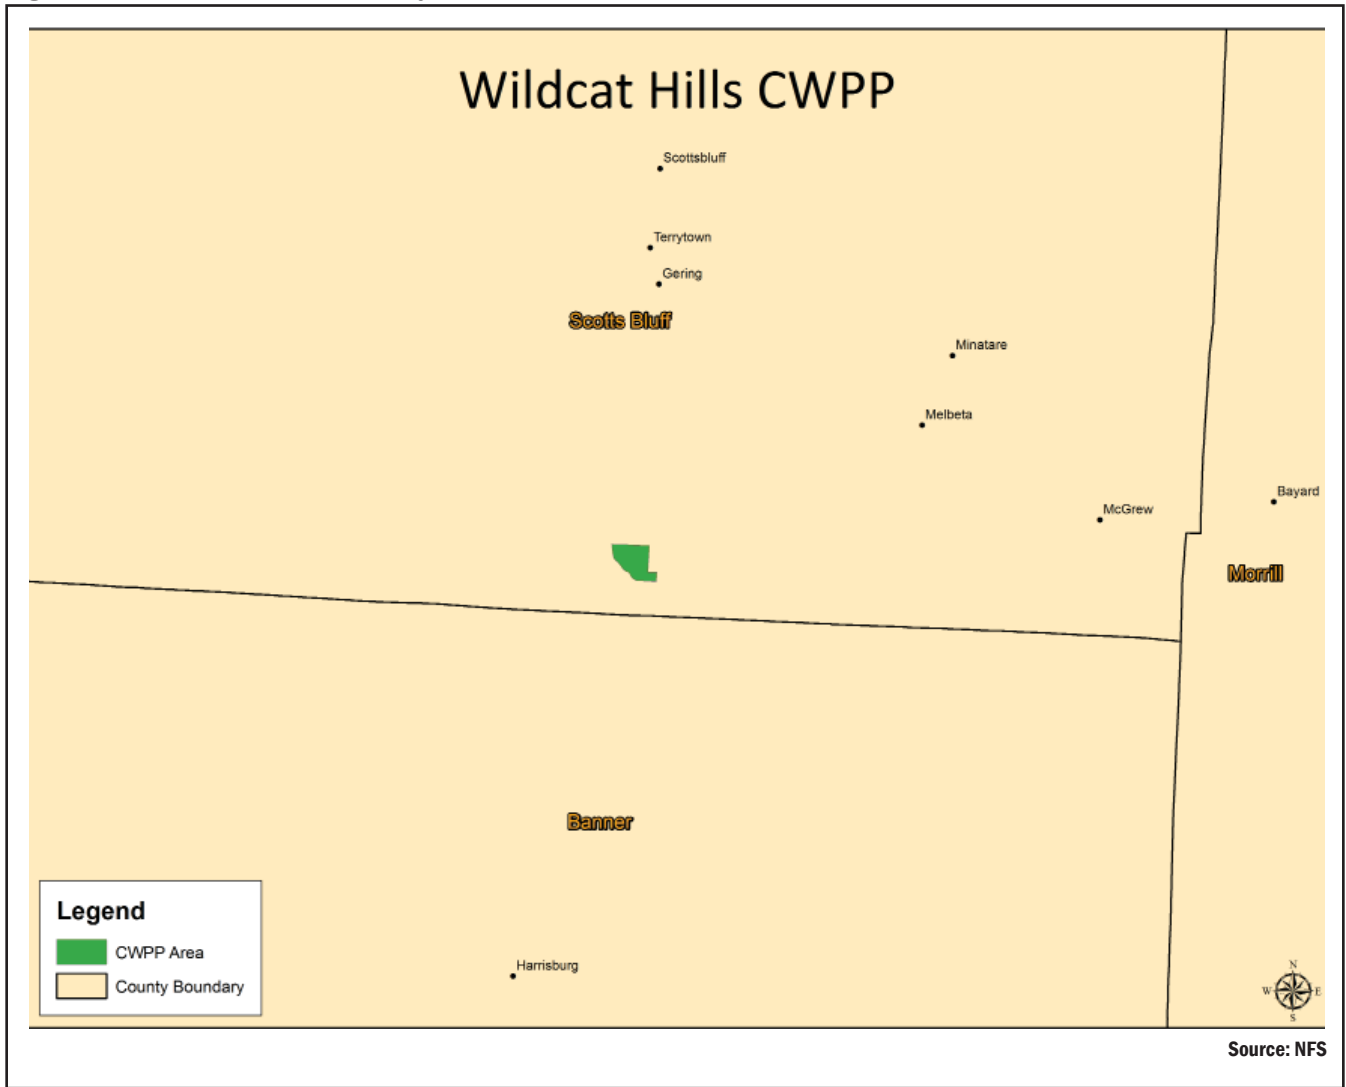 Wildcat Hills CWPP
Scottsbluff
Terrytown
Gering
Scotts Bluff
Minatare
Melbeta
Bayard
McGrew
Morrill
Banner
Legend
CWPP Area
County Boundary
Harrisburg
N
W E
S
Source: NFS